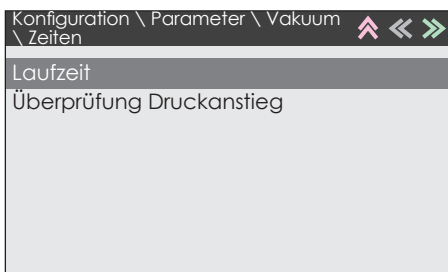 Konfiguration \ Parameter \ Vakuum
\ Zeiten
Laufzeit
Überprüfung Druckanstieg